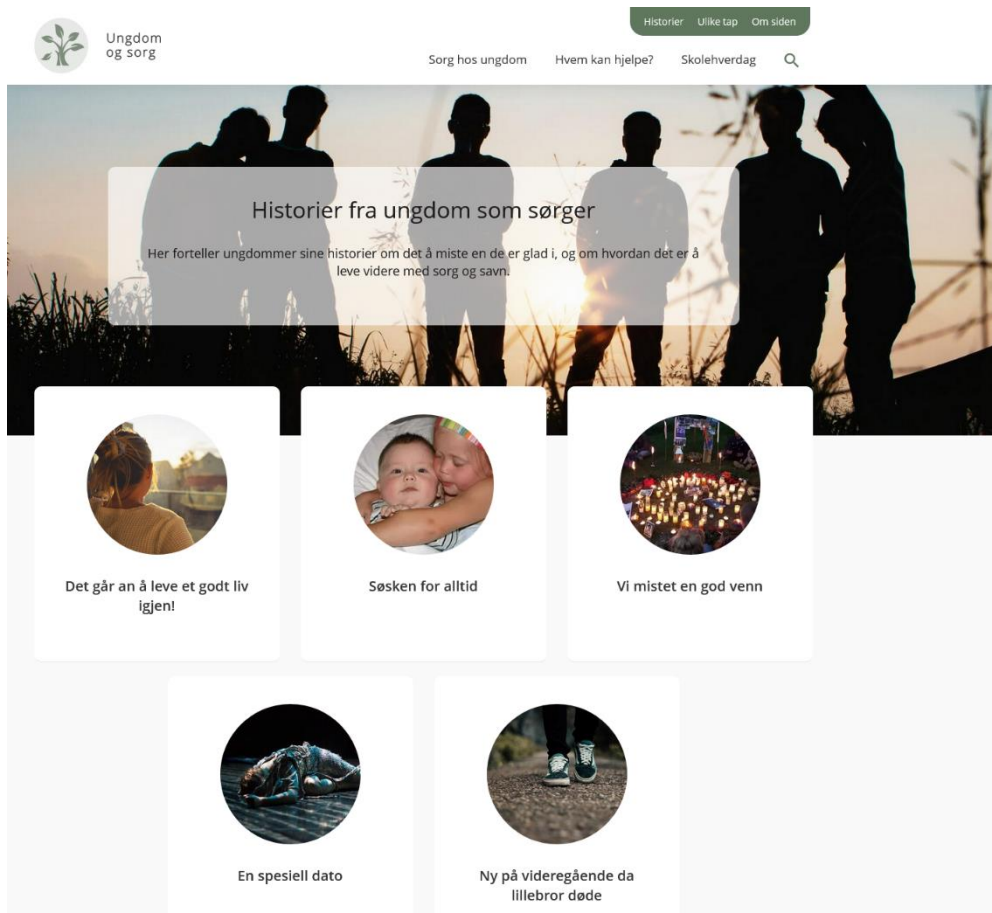 Historier Ulike tap Om siden
Ungdom
og sorg
Sorg hos ungdom Hvem kan hjelpe? Skolehverdag
Historier fra ungdom som sørger
Her forteller ungdommer sine historier om det å miste en de er glad i, og om hvordan det er å
leve videre med sorg og savn.
Det går an å leve et godt liv
igjen!
Søsken for alltid
Vi mistet en god venn
En spesiell dato
Ny på videregående da
lillebror døde